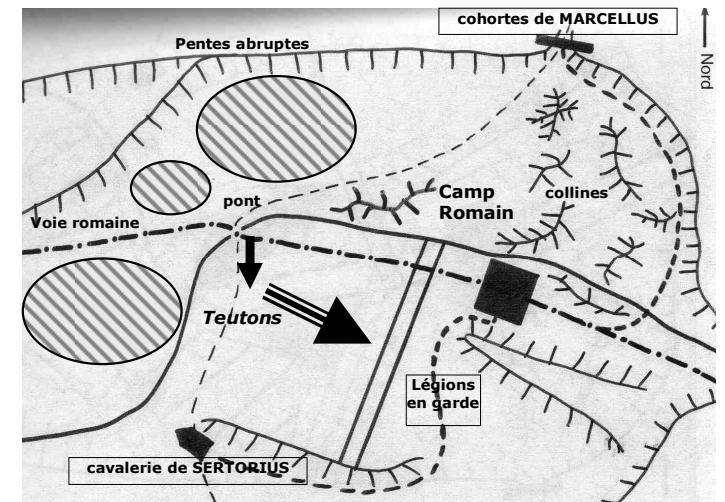 cohortes de MARCELLUS
Pentes abruptes
Nord
pont
Camp
Romain
collines
Voie romaine
Teutons
Légions
en garde
cavalerie de SERTORIUS